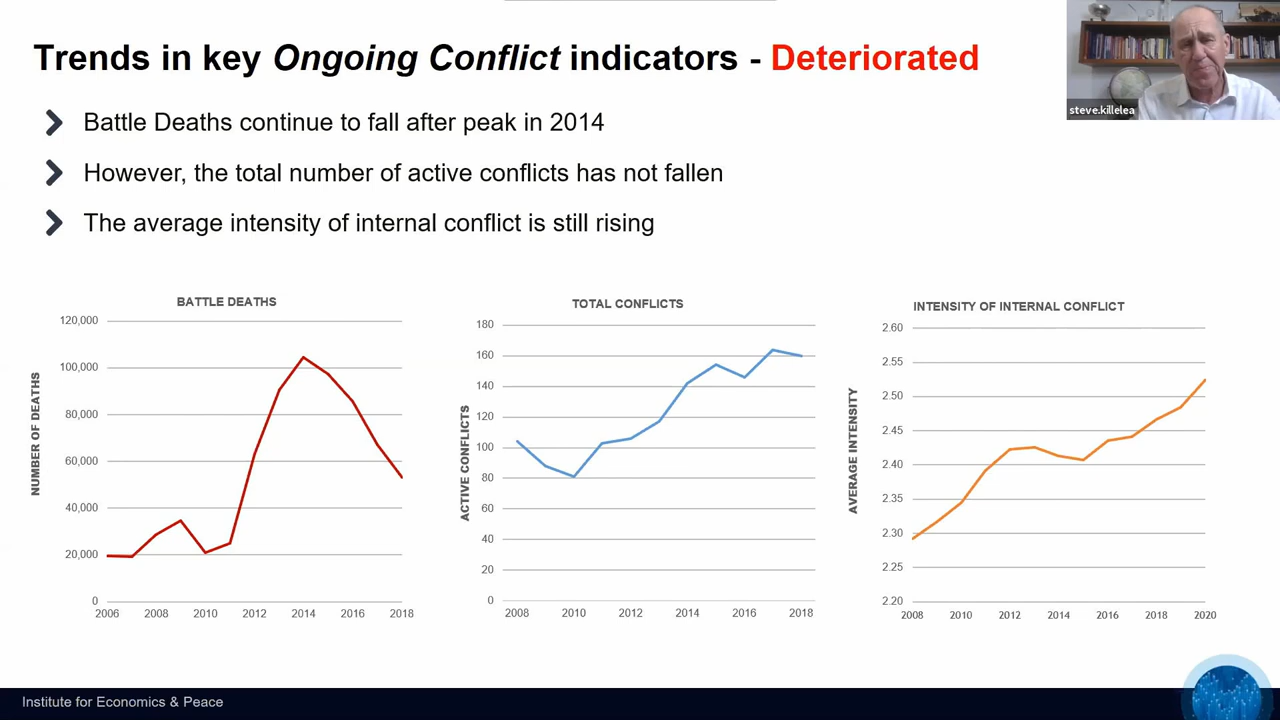 Trends in key Ongoing Conflict indicators - Deteriorated
steve.killelea
Battle Deaths continue to fall after peak in 2014
However, the total number of active conflicts has not fallen
The average intensity of internal conflict is still rising
BATTLE DEATHS
NUMBER OF DEATHS
120,000
100,000
80,000
60,000
40,000
20,000
0
2006 2008 2010 2012 2014 2016 2018
TOTAL CONFLICTS
ACTIVE CONFLICTS
180
160
140
120
100
80
60
40
20
0
2008 2010 2012 2014 2016 2018
INTENSITY OF INTERNAL CONFLICT
AVERAGE INTENSITY
2.60
2.55
2.50
2.45
2.40
2.35
2.30
2.25
2.20
2008 2010 2012 2014 2016 2018 2020
Institute for Economics & Peace